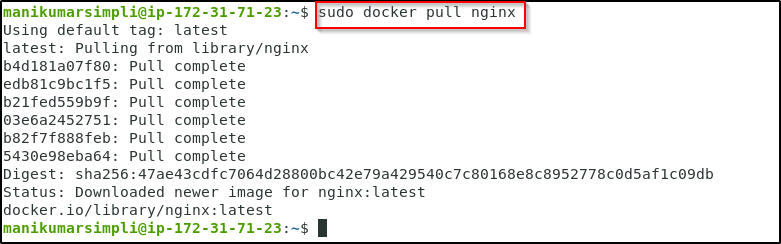 manikumarsimpli@ip-172-31-71-23:~$ sudo docker pull nginx
Using default tag: latest
latest: Pulling from library/nginx
b4d181a07f80: Pull complete
edb81c9bc1f5: Pull complete
b21fed559b9f: Pull complete
03e6a2452751: Pull complete
b82f7f888feb: Pull complete
5430e98eba64: Pull complete
Digest: sha256:47ae43cdfc7064d28800bc42e79a429540c7c80168e8c8952778c0d5af1c09db
Status: Downloaded newer image for nginx:latest
docker.io/library/nginx:latest
manikumarsimpli@ip-172-31-71-23:~$